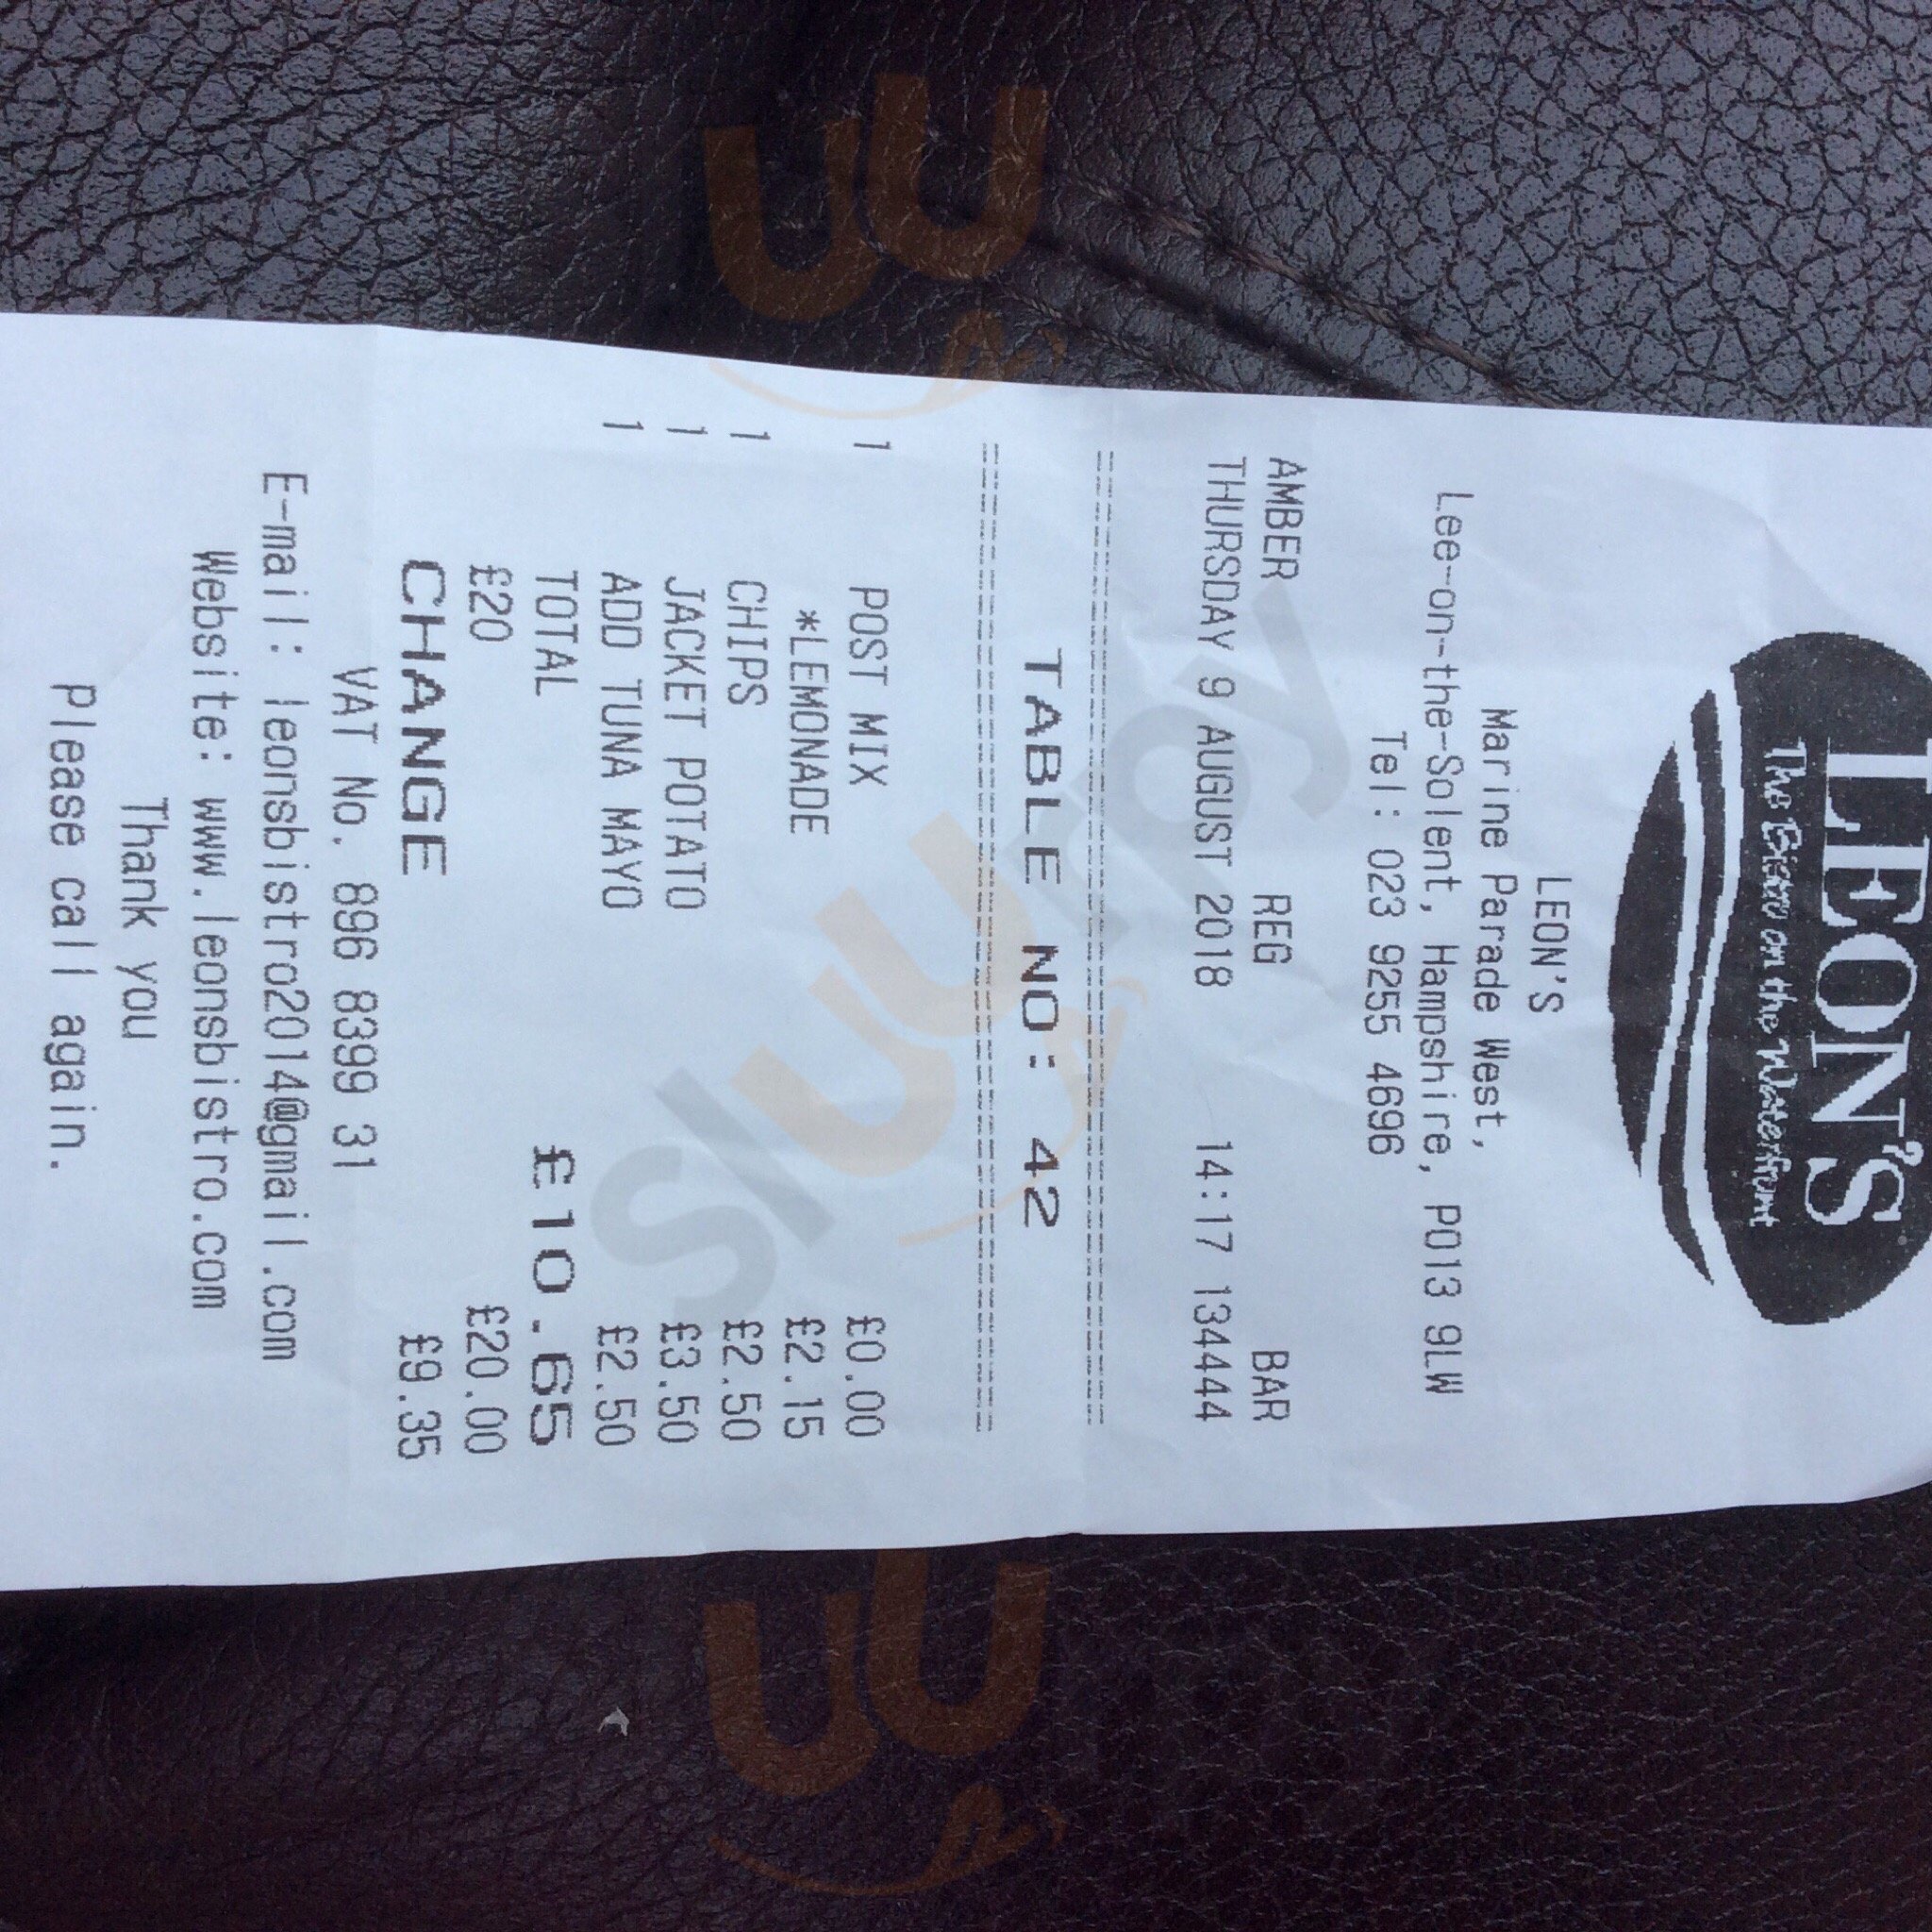 LEON'S
The Bistro on the Waterfront
LEON'S
Marine Parade West,
Lee-on-the-Solent, Hampshire, PO13 9LW
Tel: 023 9255 4696
AMBER REG BAR
THURSDAY 9 AUGUST 2018 14:17 134444
TABLE NO: 42
1 POST MIX £0.00
*LEMONADE £2.15
1 CHIPS £2.50
1 JACKET POTATO £3.50
1 ADD TUNA MAYO £2.50
TOTAL £10.65
£20 £20.00
CHANGE £9.35
VAT No. 896 8399 31
E-mail: leonsbistro2014@gmail.com
Website: www.leonsbistro.com
Thank you
Please call again.
Sluurpy